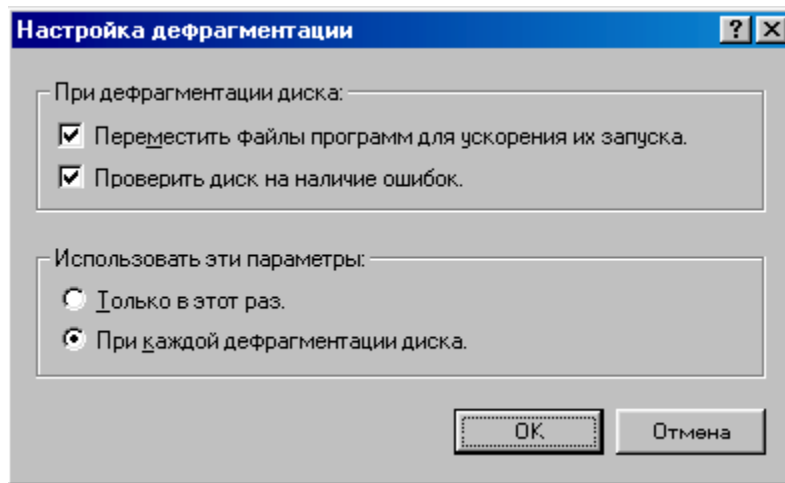 Настройка дефрагментации
При дефрагментации диска:
Переместить файлы программ для ускорения их запуска.
Проверить диск на наличие ошибок.
Использовать эти параметры:
Только в этот раз.
При каждой дефрагментации диска.
OK Отмена